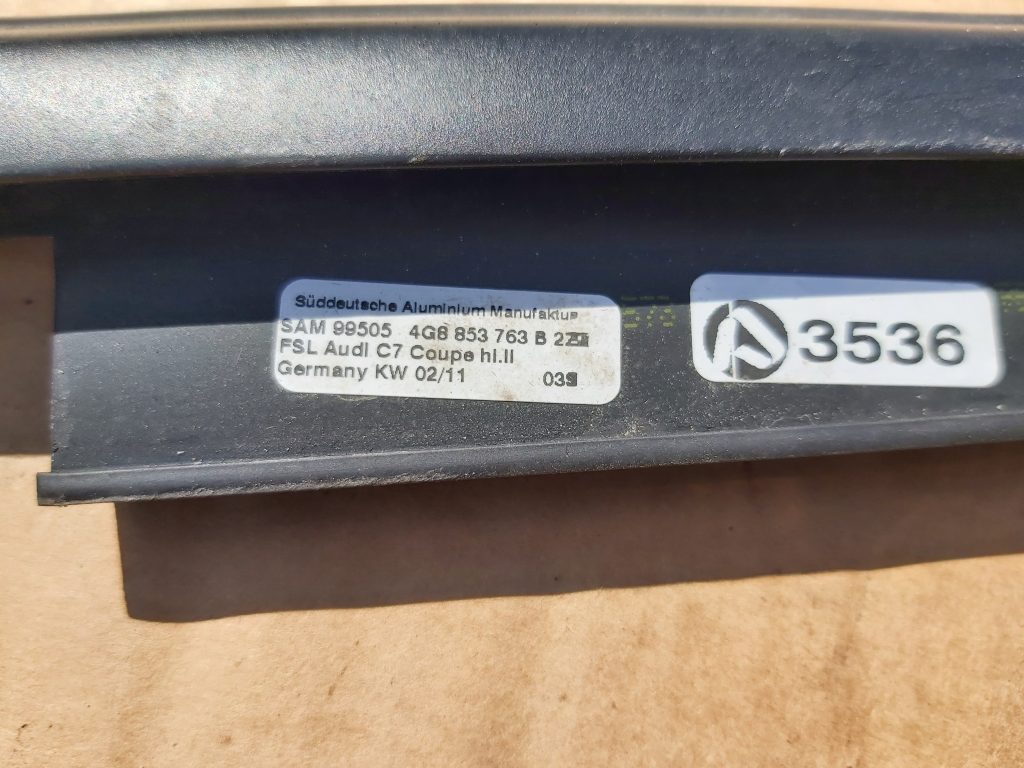 Süddeutsche Aluminium Manufaktur
SAM 99505 4G8 853 763 B 2ZZ
FSL Audi C7 Coupe hl.II
Germany KW 02/11
3536